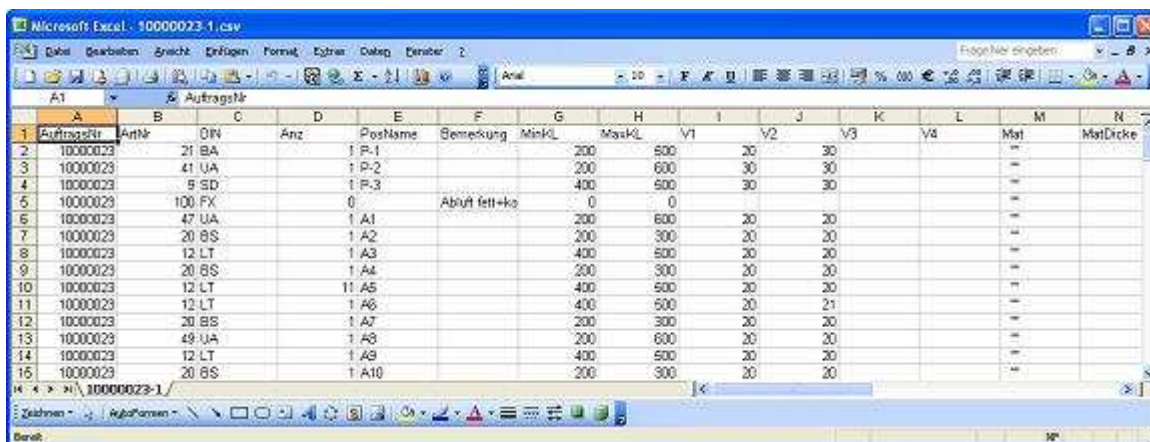 Microsoft Excel - 10000023-1.csv
Datei Bearbeiten Ansicht Einfügen Format Extras Daten Fenster ? Frage hier eingeben
Arial 10 F K U % 000 €
A1 AuftragsNr
A B C D E F G H I J K L M N
1 AuftragsNr ArtNr DIN Anz PosName Bemerkung MinKL MaxKL V1 V2 V3 V4 Mat MatDicke
2 10000023 21 BA 1 P-1 200 600 20 30 ""
3 10000023 41 UA 1 P-2 200 600 30 30 ""
4 10000023 9 SD 1 P-3 400 600 30 30 ""
5 10000023 100 FX 0 Abluft fett+ko 0 0 ""
6 10000023 47 UA 1 A1 200 600 20 20 ""
7 10000023 20 BS 1 A2 200 300 20 20 ""
8 10000023 12 LT 1 A3 400 20 20 ""
9 10000023 20 BS 1 A4 200 300 20 20 ""
10 10000023 12 LT 11 A5 400 20 20 ""
11 10000023 12 LT 1 A6 400 20 21 ""
12 10000023 20 BS 1 A7 200 300 20 20 ""
13 10000023 49 UA 1 A8 200 600 20 20 ""
14 10000023 12 LT 1 A9 400 20 20 ""
15 10000023 20 BS 1 A10 200 300 20 20 ""
10000023-1
Zeichnen AutoFormen
Bereit NF